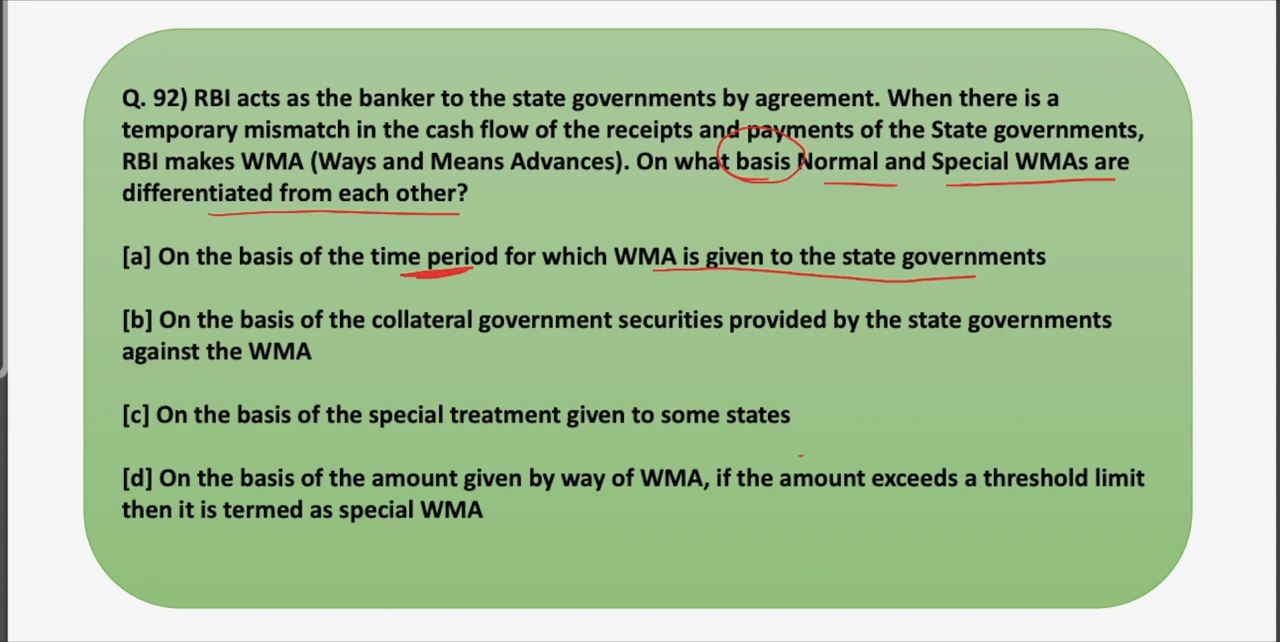 Q. 92) RBI acts as the banker to the state governments by agreement. When there is a
temporary mismatch in the cash flow of the receipts and payments of the State governments,
RBI makes WMA (Ways and Means Advances). On what basis Normal and Special WMAs are
differentiated from each other?
[a] On the basis of the time period for which WMA is given to the state governments
[b] On the basis of the collateral government securities provided by the state governments
against the WMA
[c] On the basis of the special treatment given to some states
[d] On the basis of the amount given by way of WMA, if the amount exceeds a threshold limit
then it is termed as special WMA